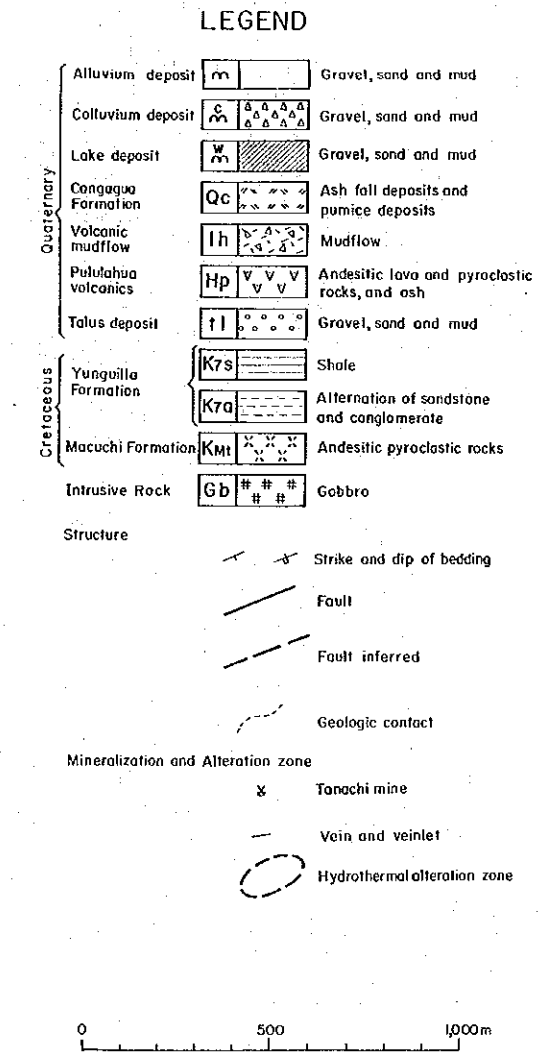 LEGEND
Quaternary
Alluvium deposit m Gravel, sand and mud
Colluvium deposit c m Gravel, sand and mud
Lake deposit w m Gravel, sand and mud
Cangagua Qc Ash fall deposits and
Formation pumice deposits
Volcanic lh Mudflow
mudflow
Pululahua Hp Andesitic lava and pyroclastic
volcanics rocks, and ash
Talus deposit tl Gravel, sand and mud
Cretaceous
Yunguilla K7s Shale
Formation
K7a Alternation of sandstone
and conglomerate
Macuchi Formation KMt Andesitic pyroclastic rocks
Intrusive Rock Gb Gabbro
Structure
Strike and dip of bedding
Fault
Fault inferred
Geologic contact
Mineralization and Alteration zone
Tanachi mine
Vein and veinlet
Hydrothermal alteration zone
0 500 1,000m